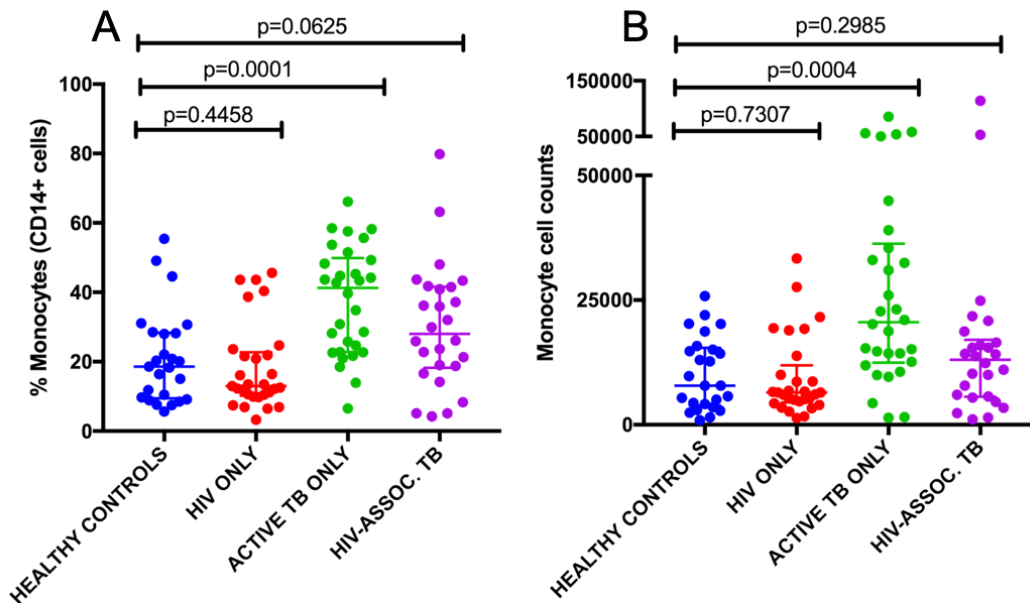 A
p=0.0625
p=0.0001
p=0.4458
% Monocytes (CD14+ cells)
100
80
60
40
20
0
HEALTHY CONTROLS
HIV ONLY
ACTIVE TB ONLY
HIV-ASSOC. TB
B
p=0.2985
p=0.0004
p=0.7307
Monocyte cell counts
150000
50000
50000
25000
0
HEALTHY CONTROLS
HIV ONLY
ACTIVE TB ONLY
HIV-ASSOC. TB